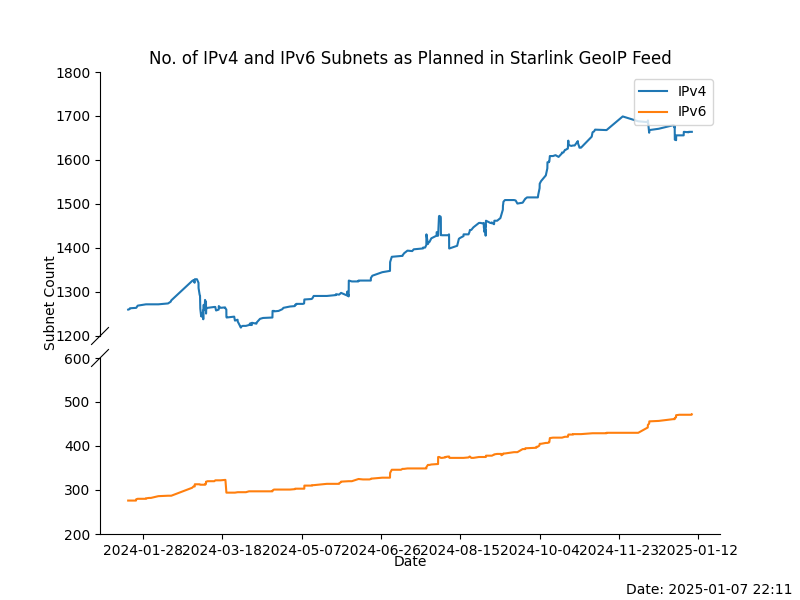 No. of IPv4 and IPv6 Subnets as Planned in Starlink GeoIP Feed
IPv4
IPv6
1800
1700
1600
1500
1400
1300
1200
Subnet Count
600
500
400
300
200
2024-01-28 2024-03-18 2024-05-07 2024-06-26 2024-08-15 2024-10-04 2024-11-23 2025-01-12
Date
Date: 2025-01-07 22:11